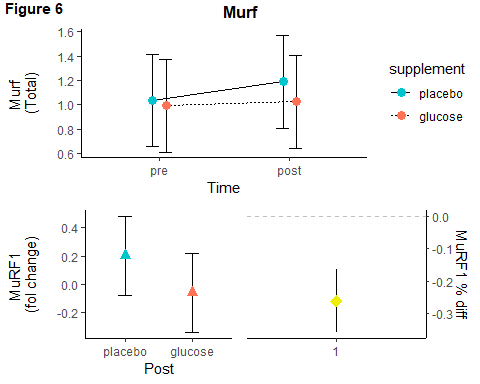 Figure 6
Murf
1.6
1.4
1.2
1.0
0.8
0.6
Murf
(Total)
pre
post
Time
supplement
placebo
glucose
0.4
0.2
0.0
-0.2
MuRF1
(fol change)
placebo
glucose
Post
0.0
-0.1
-0.2
-0.3
MuRF1 % diff
1